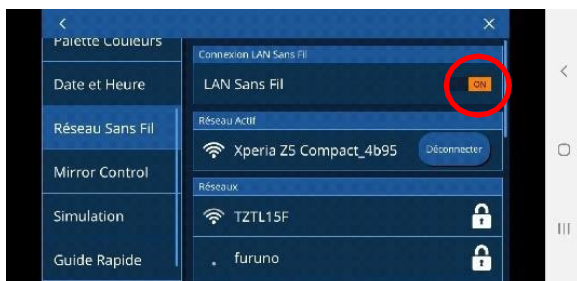 Palette Couleurs
Date et Heure
Réseau Sans Fil
Mirror Control
Simulation
Guide Rapide
Connexion LAN Sans Fil
LAN Sans Fil
ON
Réseau Actif
Xperia Z5 Compact_4b95
Déconnecter
Réseaux
TZTL15F
furuno